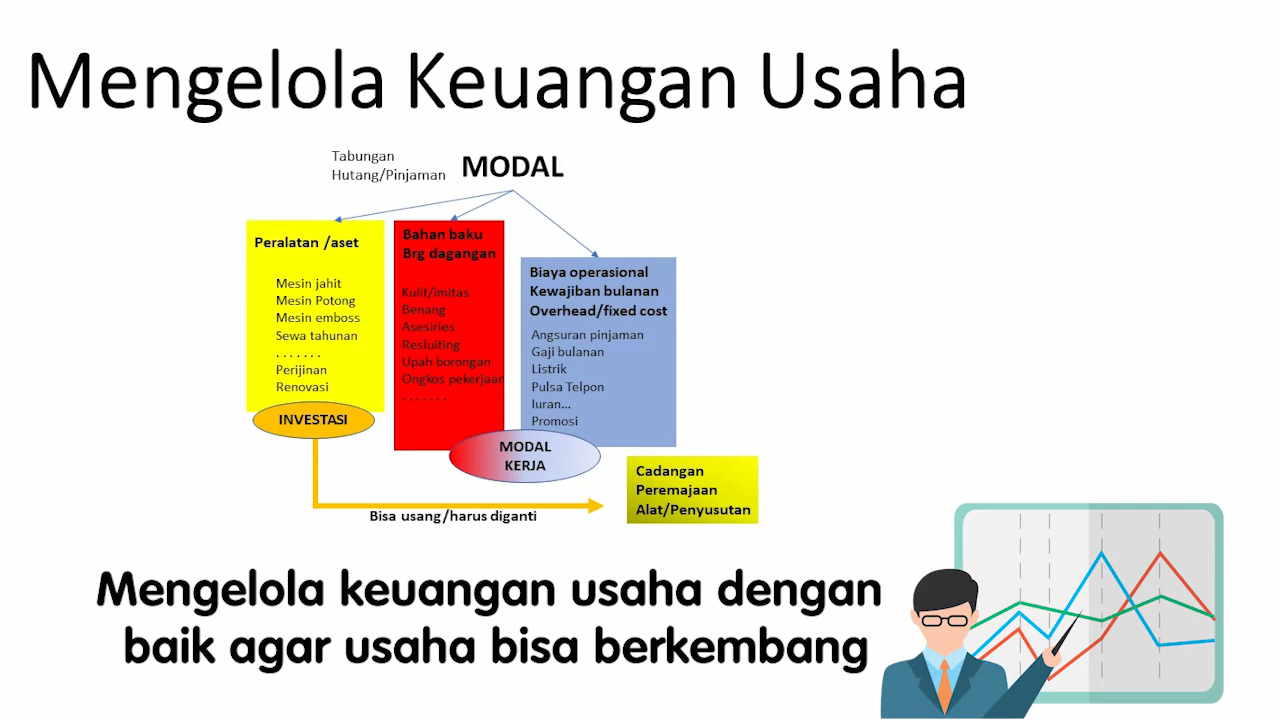 Mengelola Keuangan Usaha
Tabungan
Hutang/Pinjaman
MODAL
Peralatan /aset
Mesin jahit
Mesin Potong
Mesin emboss
Sewa tahunan
. . . . . . .
Perijinan
Renovasi
INVESTASI
Bahan baku
Brg dagangan
Kulit/imitas
Benang
Asesiries
Resluiting
Upah borongan
Ongkos pekerjaan
. . . . . . .
Biaya operasional
Kewajiban bulanan
Overhead/fixed cost
Angsuran pinjaman
Gaji bulanan
Listrik
Pulsa Telpon
Iuran...
Promosi
MODAL
KERJA
Bisa usang/harus diganti
Cadangan
Peremajaan
Alat/Penyusutan
Mengelola keuangan usaha dengan
baik agar usaha bisa berkembang